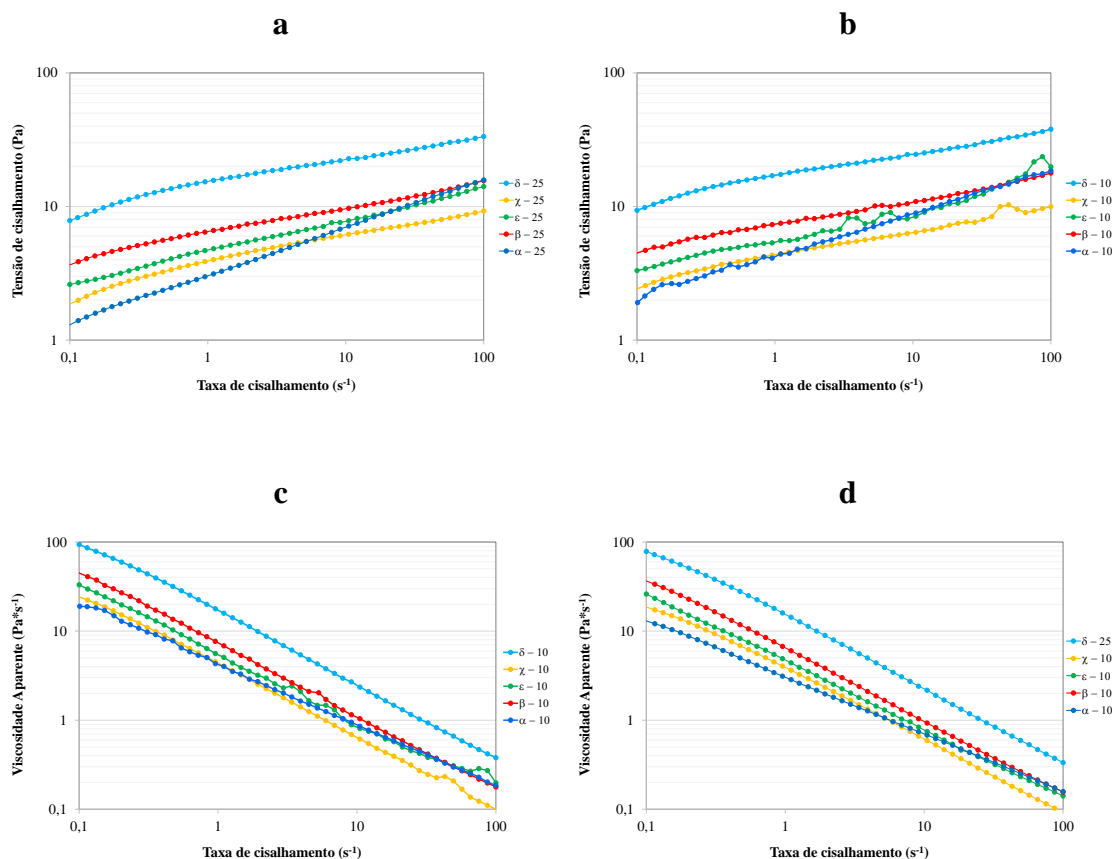 a
Tensão de cisalhamento (Pa)
100
10
1
0,1
1
10
100
Taxa de cisalhamento (s⁻¹)
δ – 25
χ – 25
ε – 25
β – 25
α – 25
b
Tensão de cisalhamento (Pa)
100
10
1
0,1
1
10
100
Taxa de cisalhamento (s⁻¹)
δ – 10
χ – 10
ε – 10
β – 10
α – 10
c
Viscosidade Aparente (Pa*s⁻¹)
100
10
1
0,1
0,1
1
10
100
Taxa de cisalhamento (s⁻¹)
δ – 10
χ – 10
ε – 10
β – 10
α – 10
d
Viscosidade Aparente (Pa*s⁻¹)
100
10
1
0,1
0,1
1
10
100
Taxa de cisalhamento (s⁻¹)
δ – 25
χ – 10
ε – 10
β – 10
α – 10